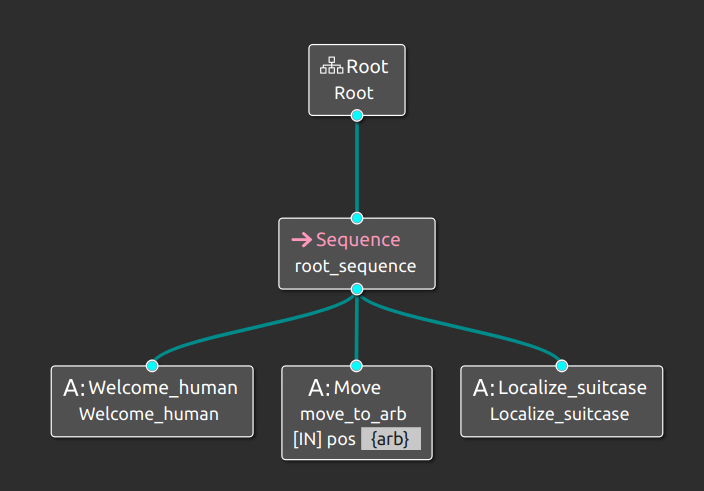 Root
Root
Sequence
root_sequence
A: Welcome_human
Welcome_human
A: Move
move_to_arb
[IN] pos {arb}
A: Localize_suitcase
Localize_suitcase